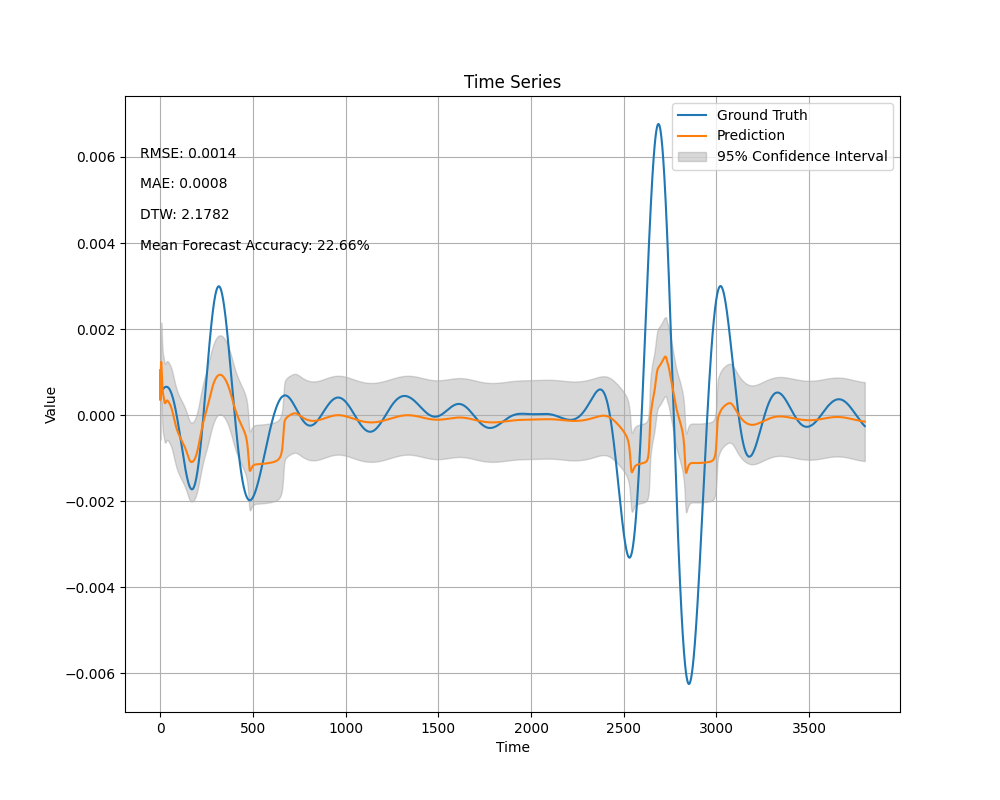 Time Series
Ground Truth
Prediction
95% Confidence Interval
RMSE: 0.0014
MAE: 0.0008
DTW: 2.1782
Mean Forecast Accuracy: 22.66%
Value
0.006
0.004
0.002
0.000
−0.002
−0.004
−0.006
0 500 1000 1500 2000 2500 3000 3500
Time